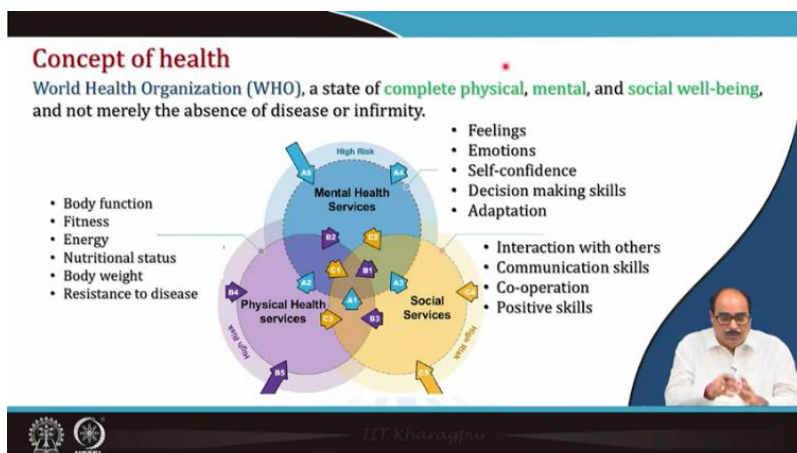 Concept of health
World Health Organization (WHO), a state of complete physical, mental, and social well-being,
and not merely the absence of disease or infirmity.
• Feelings
• Emotions
• Self-confidence
• Decision making skills
• Adaptation
High Risk
A5
A4
Mental Health
Services
• Body function
• Fitness
• Energy
• Nutritional status
• Body weight
• Resistance to disease
B2
C2
• Interaction with others
• Communication skills
• Co-operation
• Positive skills
C1
B1
A2
A3
B4
A1
C4
Physical Health
services
Social
Services
C3
B3
High Risk
High Risk
B5
C5
IIT Kharagpur
NPTEL